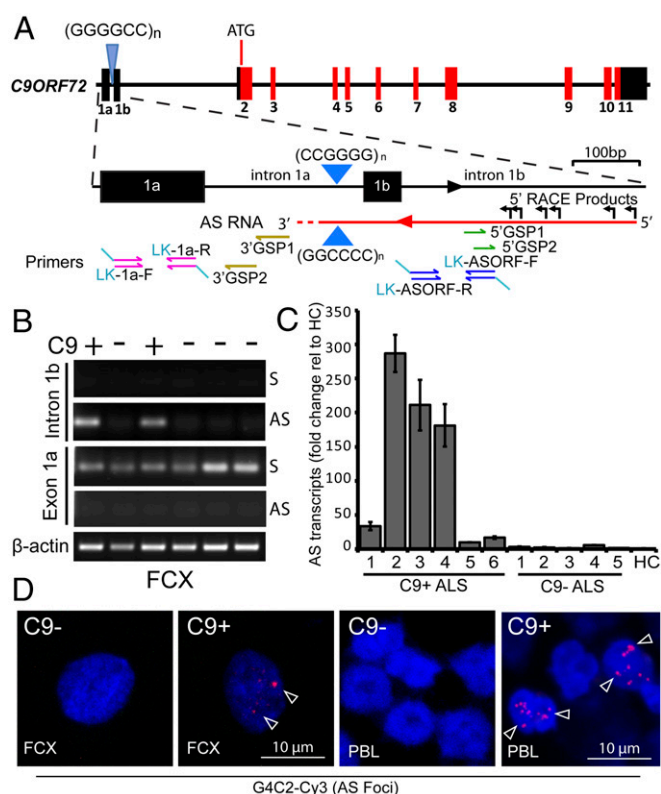 A
(GGGGCC)n
ATG
C9ORF72
1a 1b 2 3 4 5 6 7 8 9 10 11
(CCGGGG)n
100bp
1a intron 1a 1b intron 1b
5' RACE Products
AS RNA 3' 5'
3'GSP1 (GGCCCC)n 5'GSP1
5'GSP2
Primers LK-1a-R LK-ASORF-F
LK-1a-F 3'GSP2 LK-ASORF-R
B
C9 + - + - - -
Intron 1b S
AS
Exon 1a S
AS
β-actin
FCX
C
AS transcripts (fold change rel to HC)
350
300
250
200
150
100
50
0
1 2 3 4 5 6 1 2 3 4 5 HC
C9+ ALS C9- ALS
D
C9- C9+ C9- C9+
FCX FCX 10 µm PBL PBL 10 µm
G4C2-Cy3 (AS Foci)